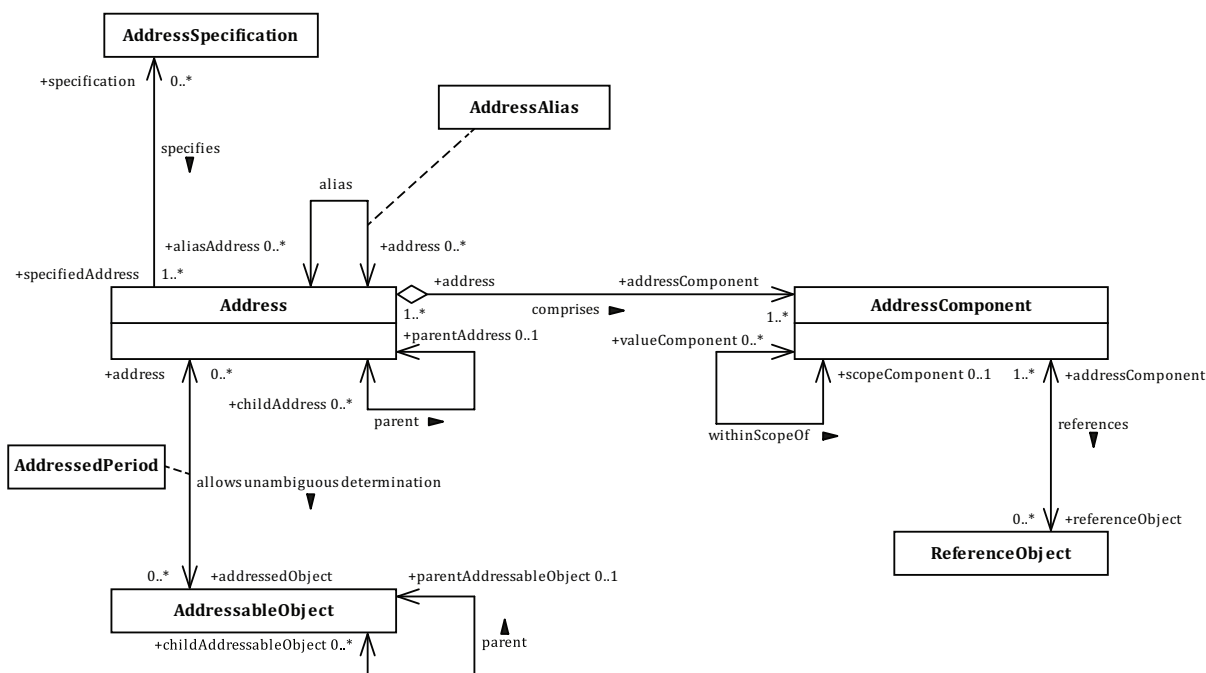 AddressSpecification
+specification 0..*
AddressAlias
specifies
alias
+aliasAddress 0..*
+address 0..*
+specifiedAddress 1..*
+address
+addressComponent
Address
AddressComponent
1..*
comprises
1..*
+parentAddress 0..1
+valueComponent 0..*
+address 0..*
+scopeComponent 0..1
1..*
+addressComponent
+childAddress 0..*
parent
withinScopeOf
references
AddressedPeriod
allows unambiguous determination
0..*
+referenceObject
ReferenceObject
0..*
+addressedObject
+parentAddressableObject 0..1
AddressableObject
+childAddressableObject 0..*
parent